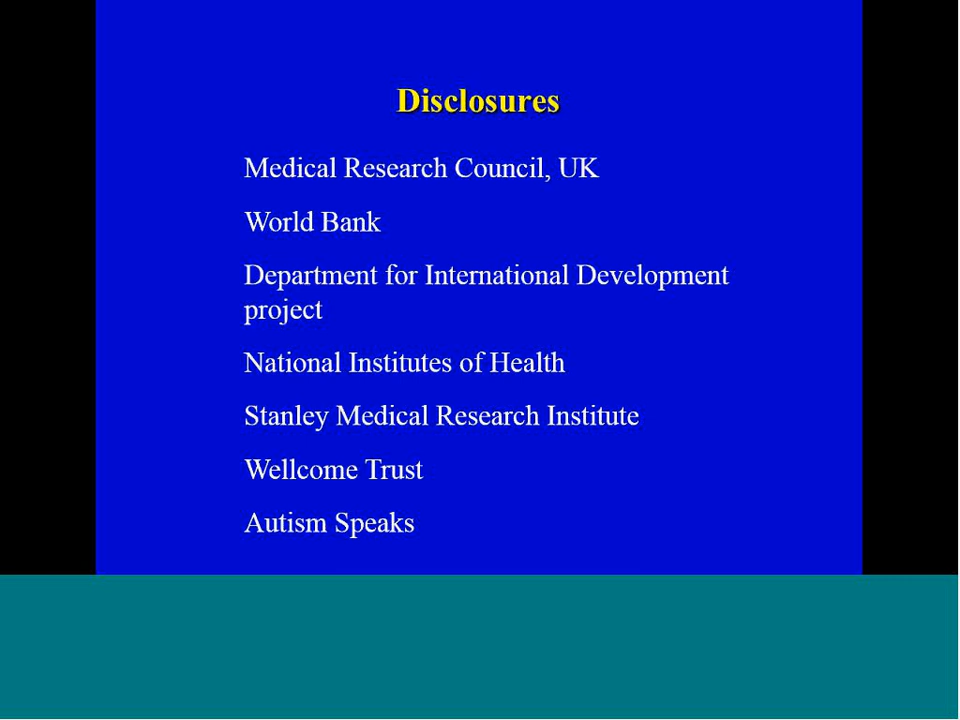 Disclosures
Medical Research Council, UK
World Bank
Department for International Development
project
National Institutes of Health
Stanley Medical Research Institute
Wellcome Trust
Autism Speaks